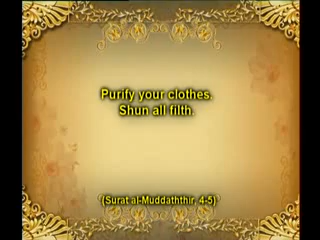 Purify your clothes.
Shun all filth.
(Surat al-Muddaththir, 4-5)